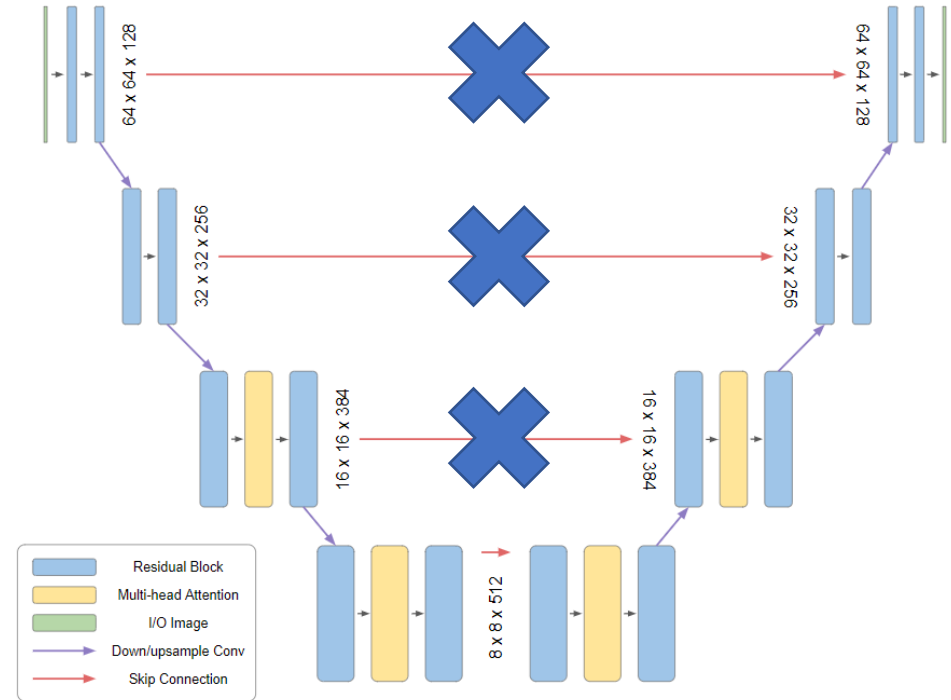 64 x 64 x 128
64 x 64 x 128
32 x 32 x 256
32 x 32 x 256
16 x 16 x 384
16 x 16 x 384
8 x 8 x 512
Residual Block
Multi-head Attention
I/O Image
Down/upsample Conv
Skip Connection